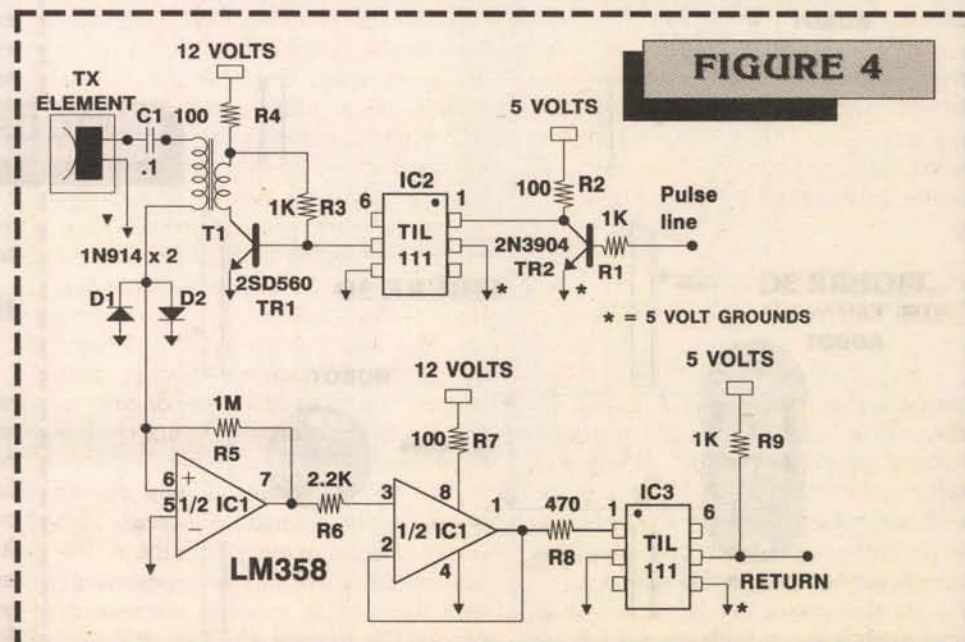 FIGURE 4
12 VOLTS
TX
ELEMENT
C1 100
.1
R4
5 VOLTS
IC2
6
1
100
R2
Pulse
line
1K
R3
TIL
111
1K
2N3904
R1
T1
TR2
1N914 x 2
2SD560
TR1
*
D1
D2
* = 5 VOLT GROUNDS
12 VOLTS
5 VOLTS
1M
R5
100
R7
1K
R9
6
+
7
2.2K
3
8
1
470
IC3
1
6
5
1/2 IC1
R6
1/2 IC1
R8
TIL
111
-
2
4
LM358
RETURN
*